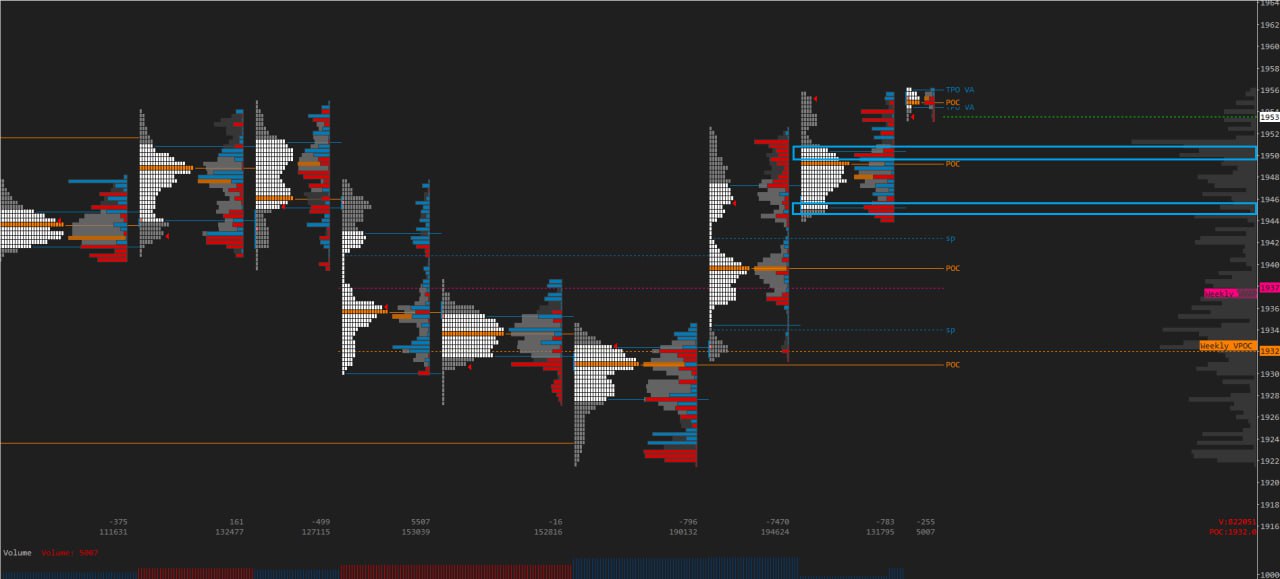 1964
1962
1960
1958
1956
TPO VA
POC
VA
1953
1952
1950
POC
1948
1946
1944
sp
1942
POC
1940
1937
Weekly
1936
1934
sp
Weekly VPOC
1932
POC
1930
1928
1926
1924
1922
1920
1918
1916
-375 161 -499 5507 -16 -796 -7470 -783 -255 V:822051
111631 132477 127115 153039 152816 190132 194624 131795 5007 POC:1932.0
Volume Volume: 5007
1000